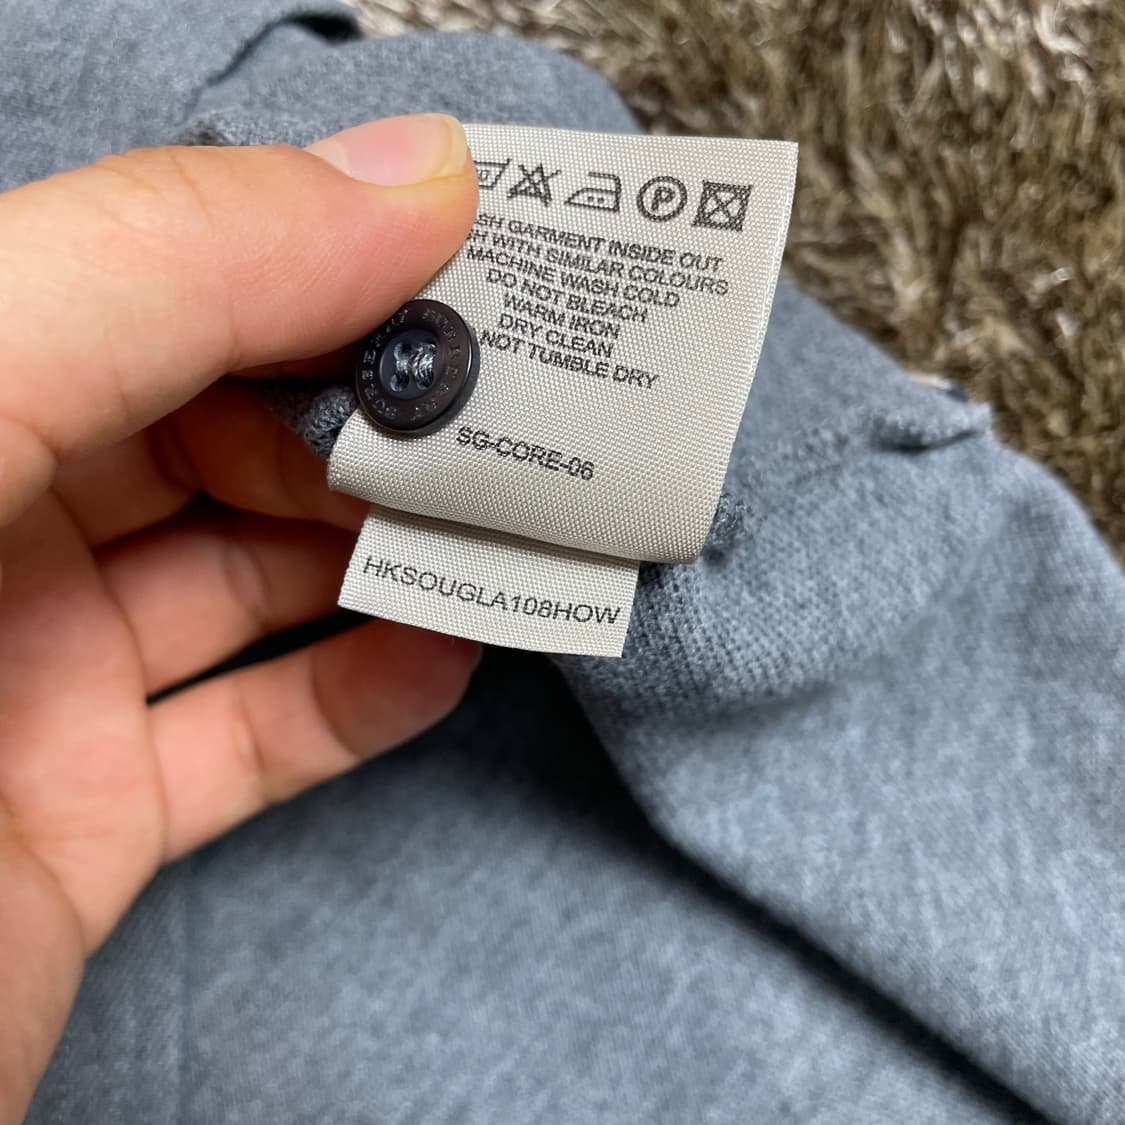 SH GARMENT INSIDE OUT
H WITH SIMILAR COLOURS
MACHINE WASH COLD
DO NOT BLEACH
WARM IRON
DRY CLEAN
NOT TUMBLE DRY
SG-CORE-06
HKSOUGLA108HOW